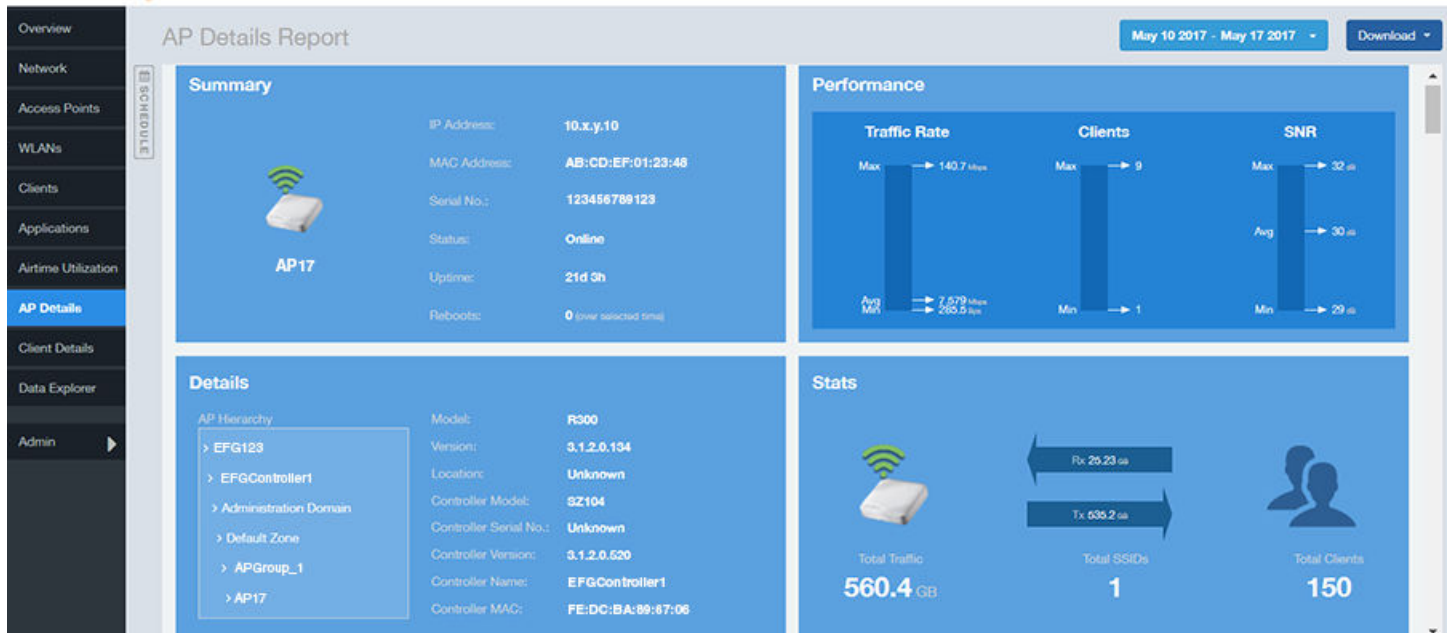 Overview
Network
Access Points
WLANs
Clients
Applications
Airtime Utilization
AP Details
Client Details
Data Explorer
Admin
AP Details Report
May 10 2017 - May 17 2017
Download
SCHEDULE
Summary
AP17
IP Address: 10.x.y.10
MAC Address: AB:CD:EF:01:23:48
Serial No.: 123456789123
Status: Online
Uptime: 21d 3h
Reboots: 0 (over selected time)
Performance
Traffic Rate
Max 140.7 Mbps
Avg 7.579 Mbps
Min 285.5 Bps
Clients
Max 9
Min 1
SNR
Max 32 dB
Avg 30 dB
Min 29 dB
Details
AP Hierarchy
> EFG123
> EFGController1
> Administration Domain
> Default Zone
> APGroup_1
> AP17
Model: R300
Version: 3.1.2.0.134
Location: Unknown
Controller Model: SZ104
Controller Serial No.: Unknown
Controller Version: 3.1.2.0.520
Controller Name: EFGController1
Controller MAC: FE:DC:BA:89:67:06
Stats
Rx 25.23 GB
Tx 535.2 GB
Total Traffic
560.4 GB
Total SSIDs
1
Total Clients
150